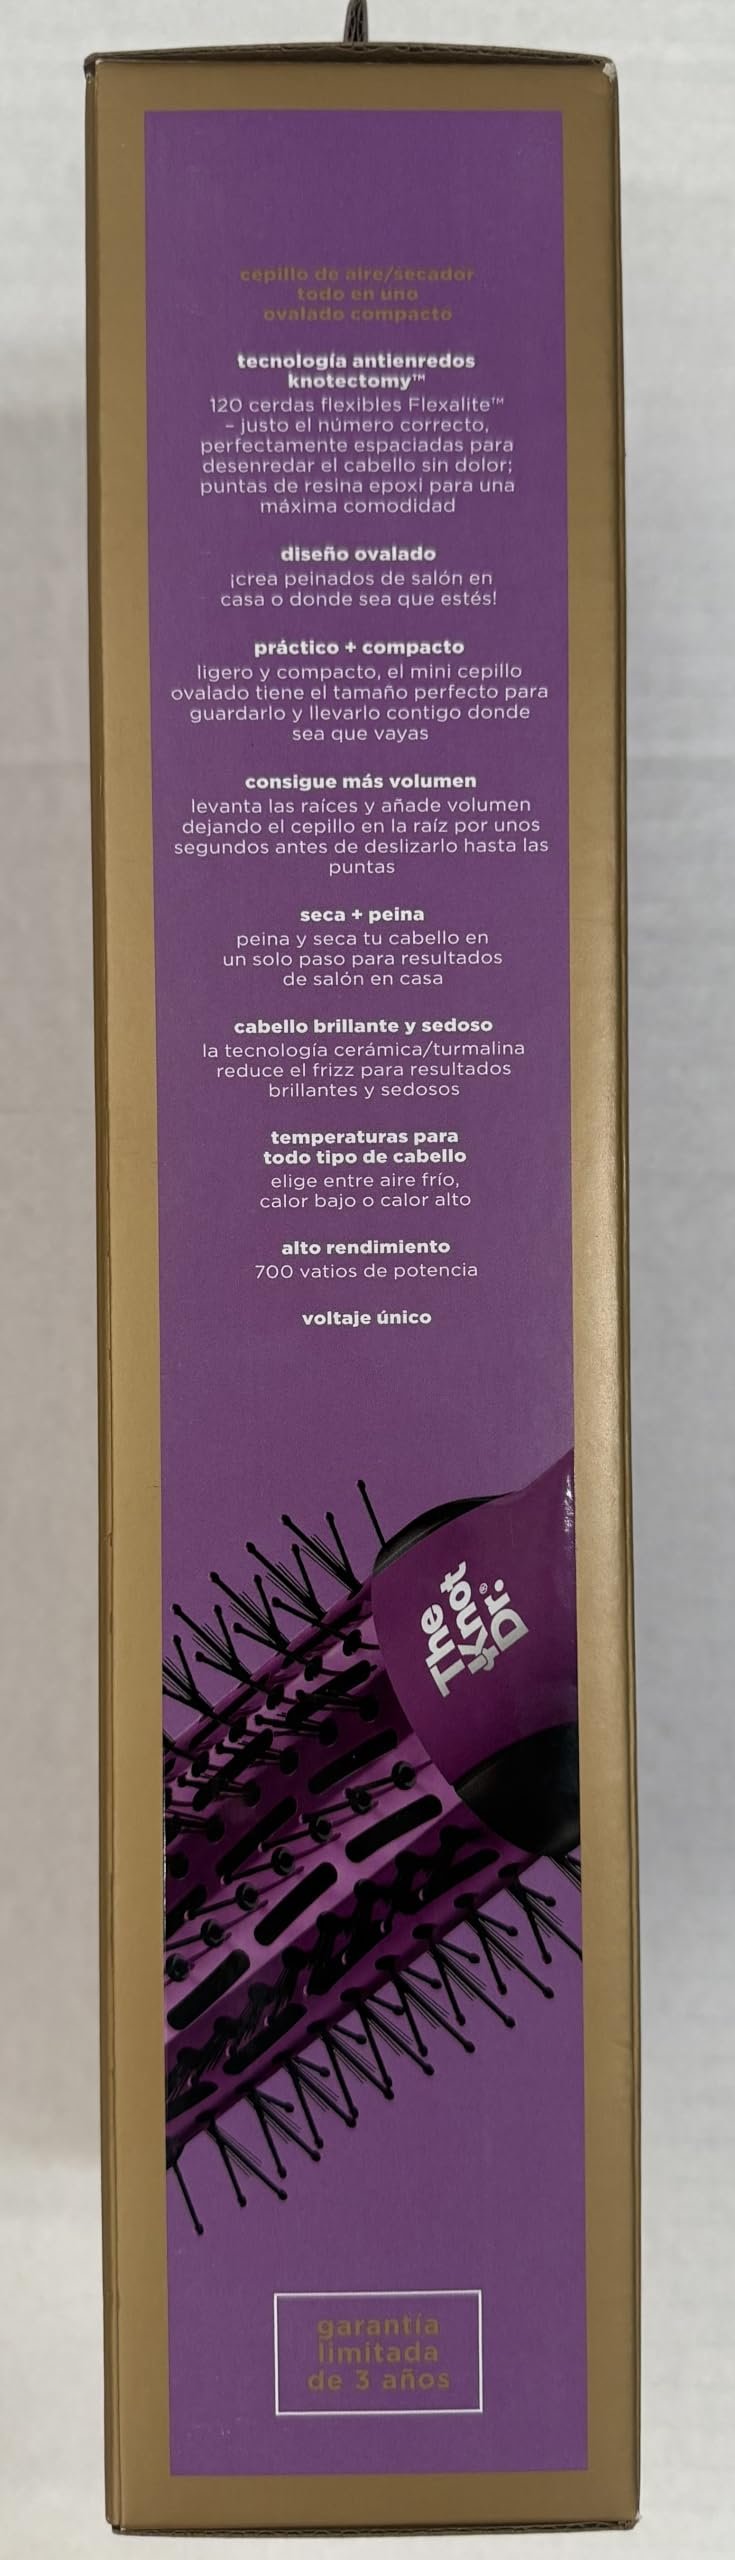 cepillo de aire/secador
todo en uno
ovalado compacto
tecnología antienredos
knotectomy™
120 cerdas flexibles Flexalite™
– justo el número correcto,
perfectamente espaciadas para
desenredar el cabello sin dolor;
puntas de resina epoxi para una
máxima comodidad
diseño ovalado
¡crea peinados de salón en
casa o donde sea que estés!
práctico + compacto
ligero y compacto, el mini cepillo
ovalado tiene el tamaño perfecto para
guardarlo y llevarlo contigo donde
sea que vayas
consigue más volumen
levanta las raíces y añade volumen
dejando el cepillo en la raíz por unos
segundos antes de deslizarlo hasta las
puntas
seca + peina
peina y seca tu cabello en
un solo paso para resultados
de salón en casa
cabello brillante y sedoso
la tecnología cerámica/turmalina
reduce el frizz para resultados
brillantes y sedosos
temperaturas para
todo tipo de cabello
elige entre aire frío,
calor bajo o calor alto
alto rendimiento
700 vatios de potencia
voltaje único
The
Knot
Dr.®
garantía
limitada
de 3 años